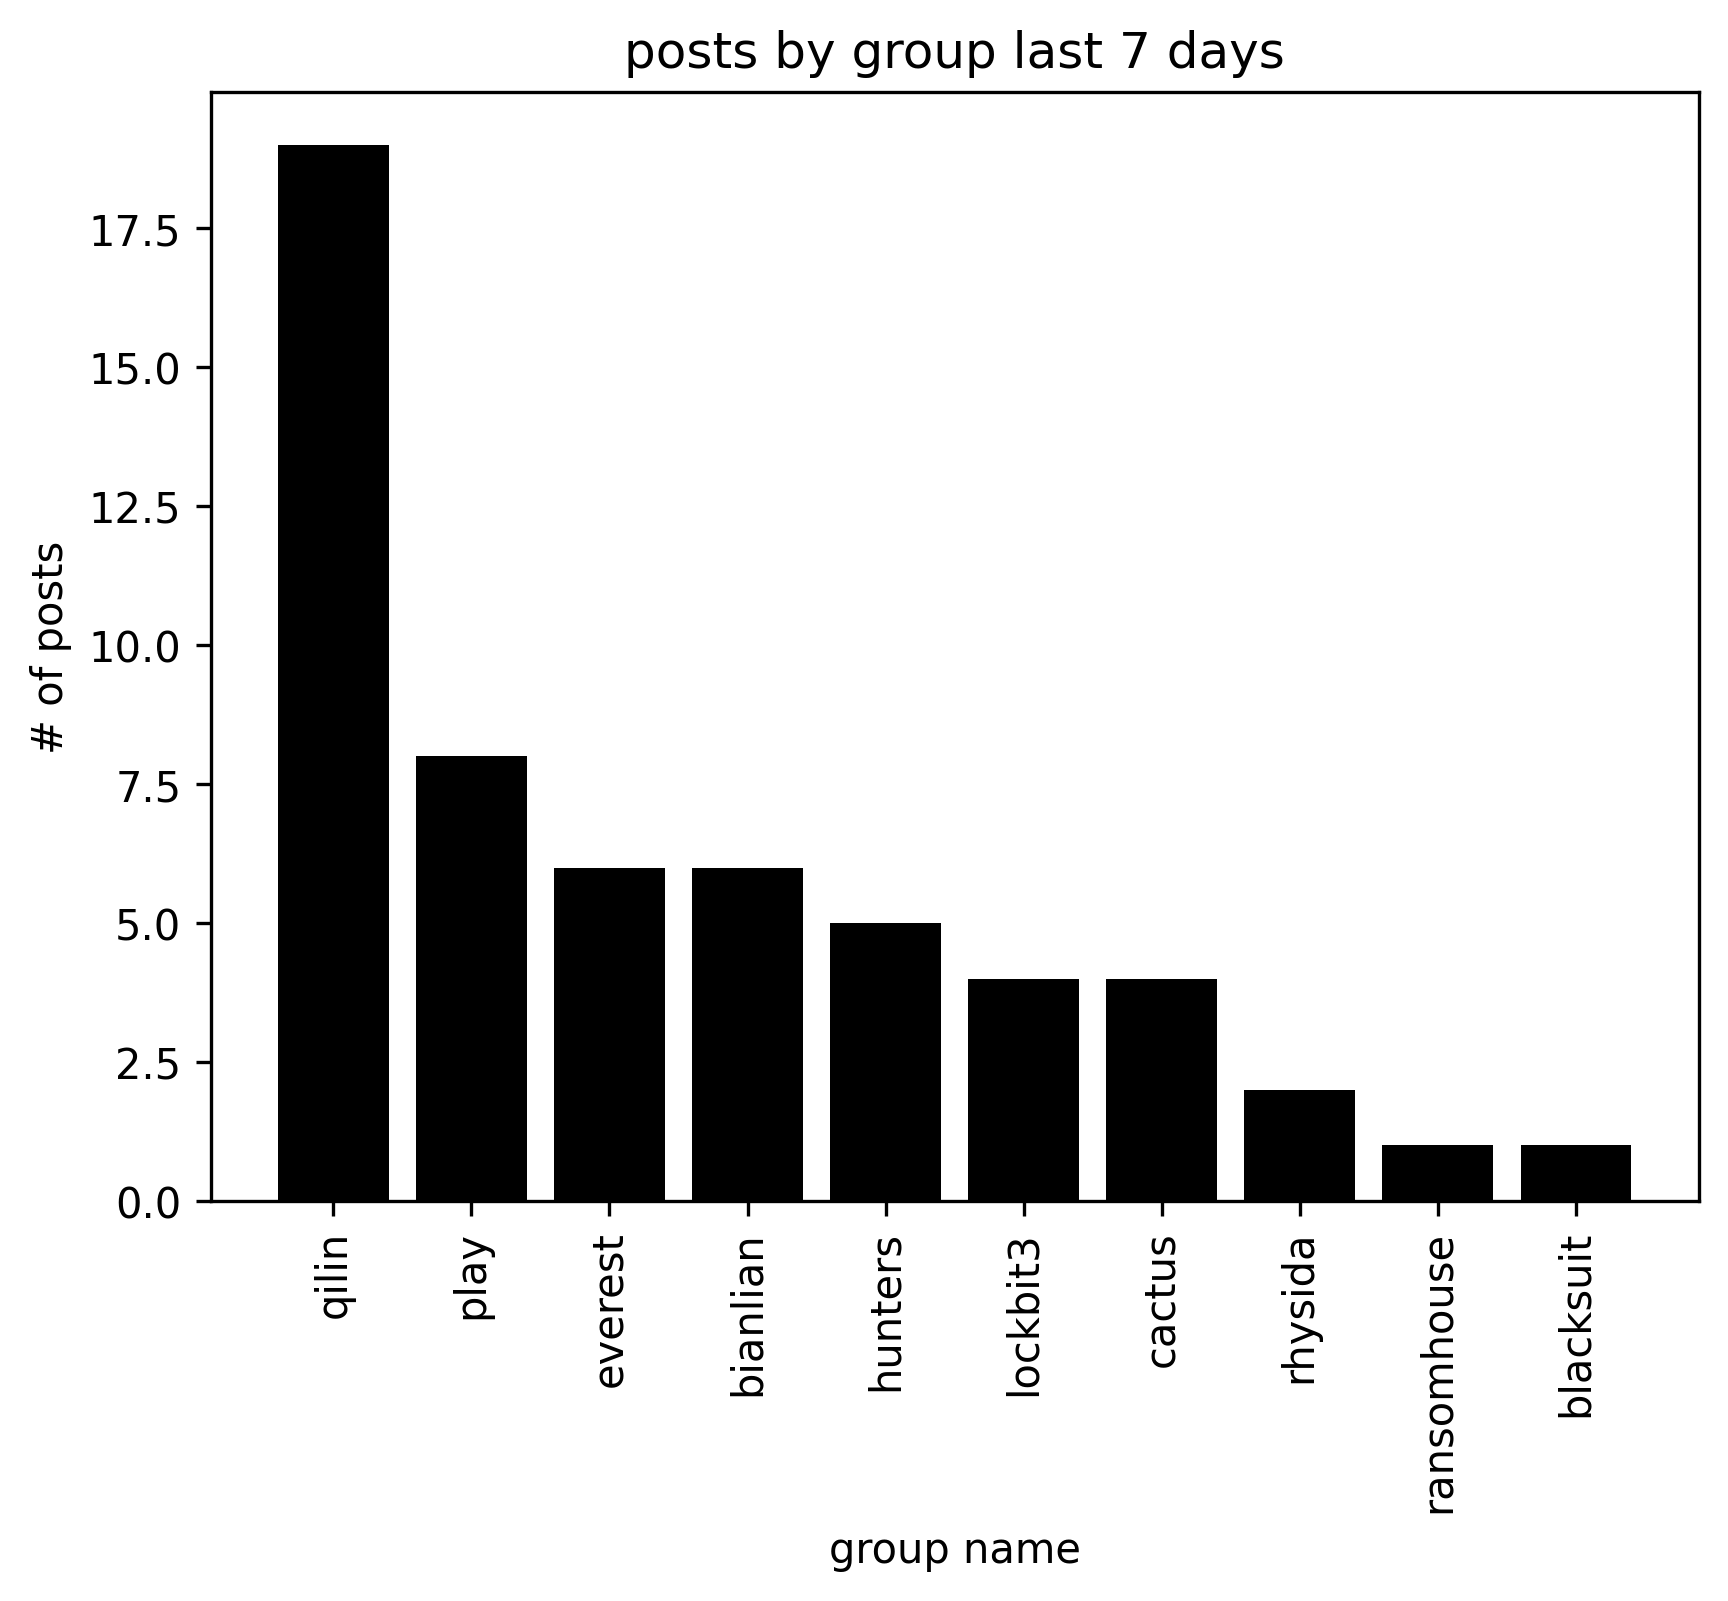 posts by group last 7 days
# of posts
17.5
15.0
12.5
10.0
7.5
5.0
2.5
0.0
qilin
play
everest
bianlian
hunters
lockbit3
cactus
rhysida
ransomhouse
blacksuit
group name